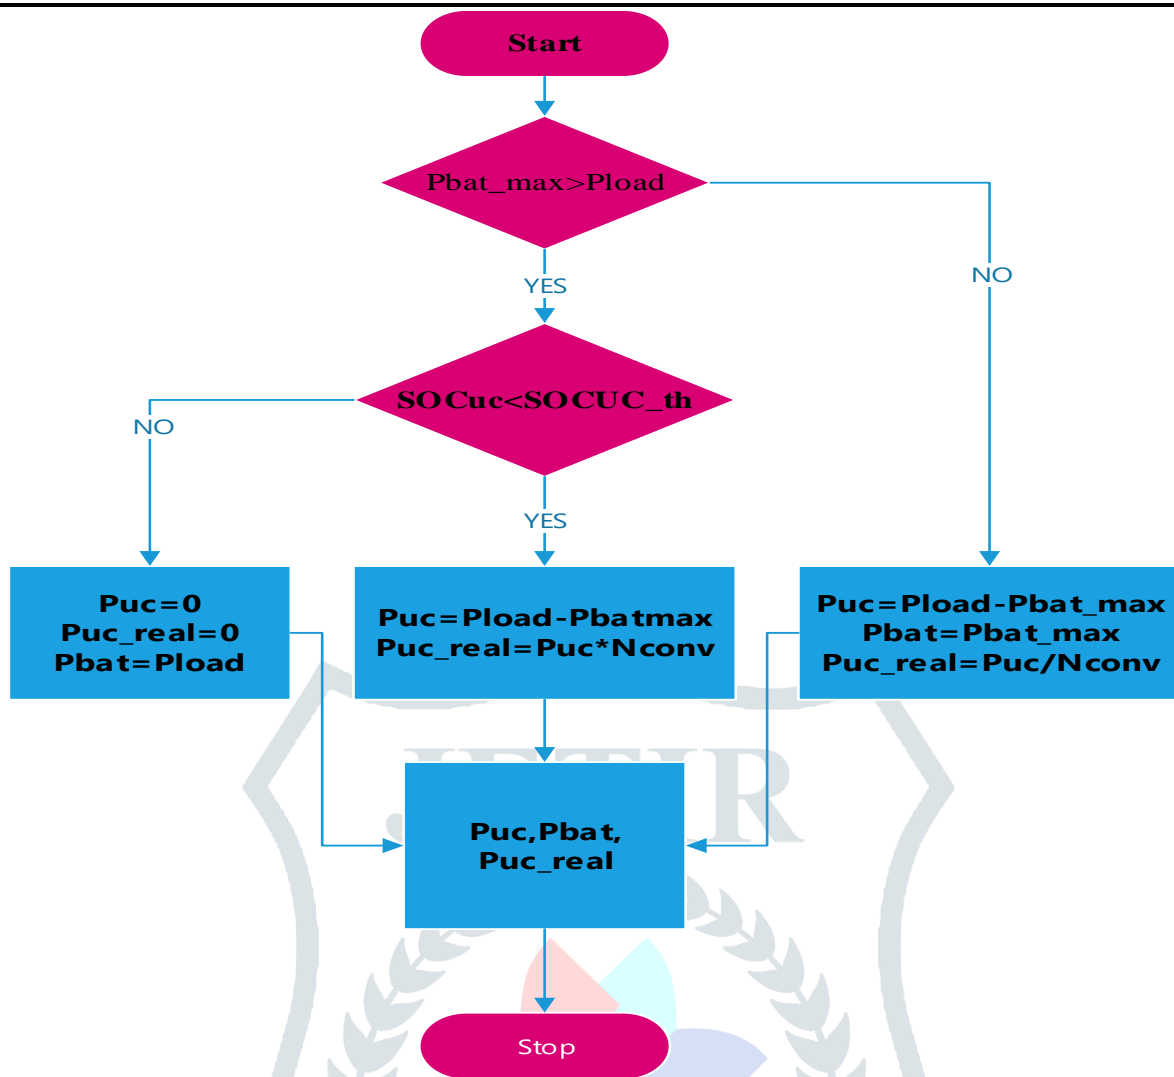 Start
Pbat_max>Pload
YES
NO
SOCuc<SOCUC_th
NO
YES
Puc=0
Puc_real=0
Pbat=Pload
Puc=Pload-Pbatmax
Puc_real=Puc*Nconv
Puc=Pload-Pbat_max
Pbat=Pbat_max
Puc_real=Puc/Nconv
JETIR
Puc,Pbat,
Puc_real
Stop